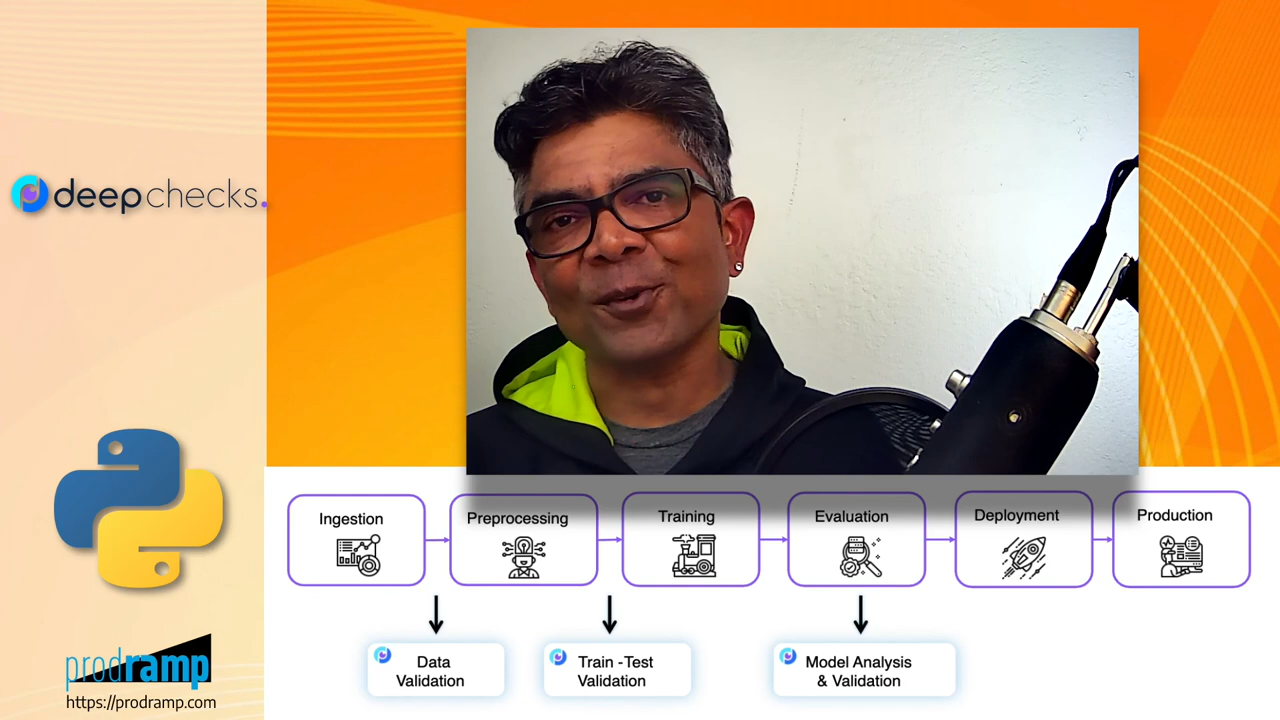 deepchecks.
prodramp
https://prodramp.com
Ingestion
Preprocessing
Training
Evaluation
Deployment
Production
Data
Validation
Train -Test
Validation
Model Analysis
& Validation